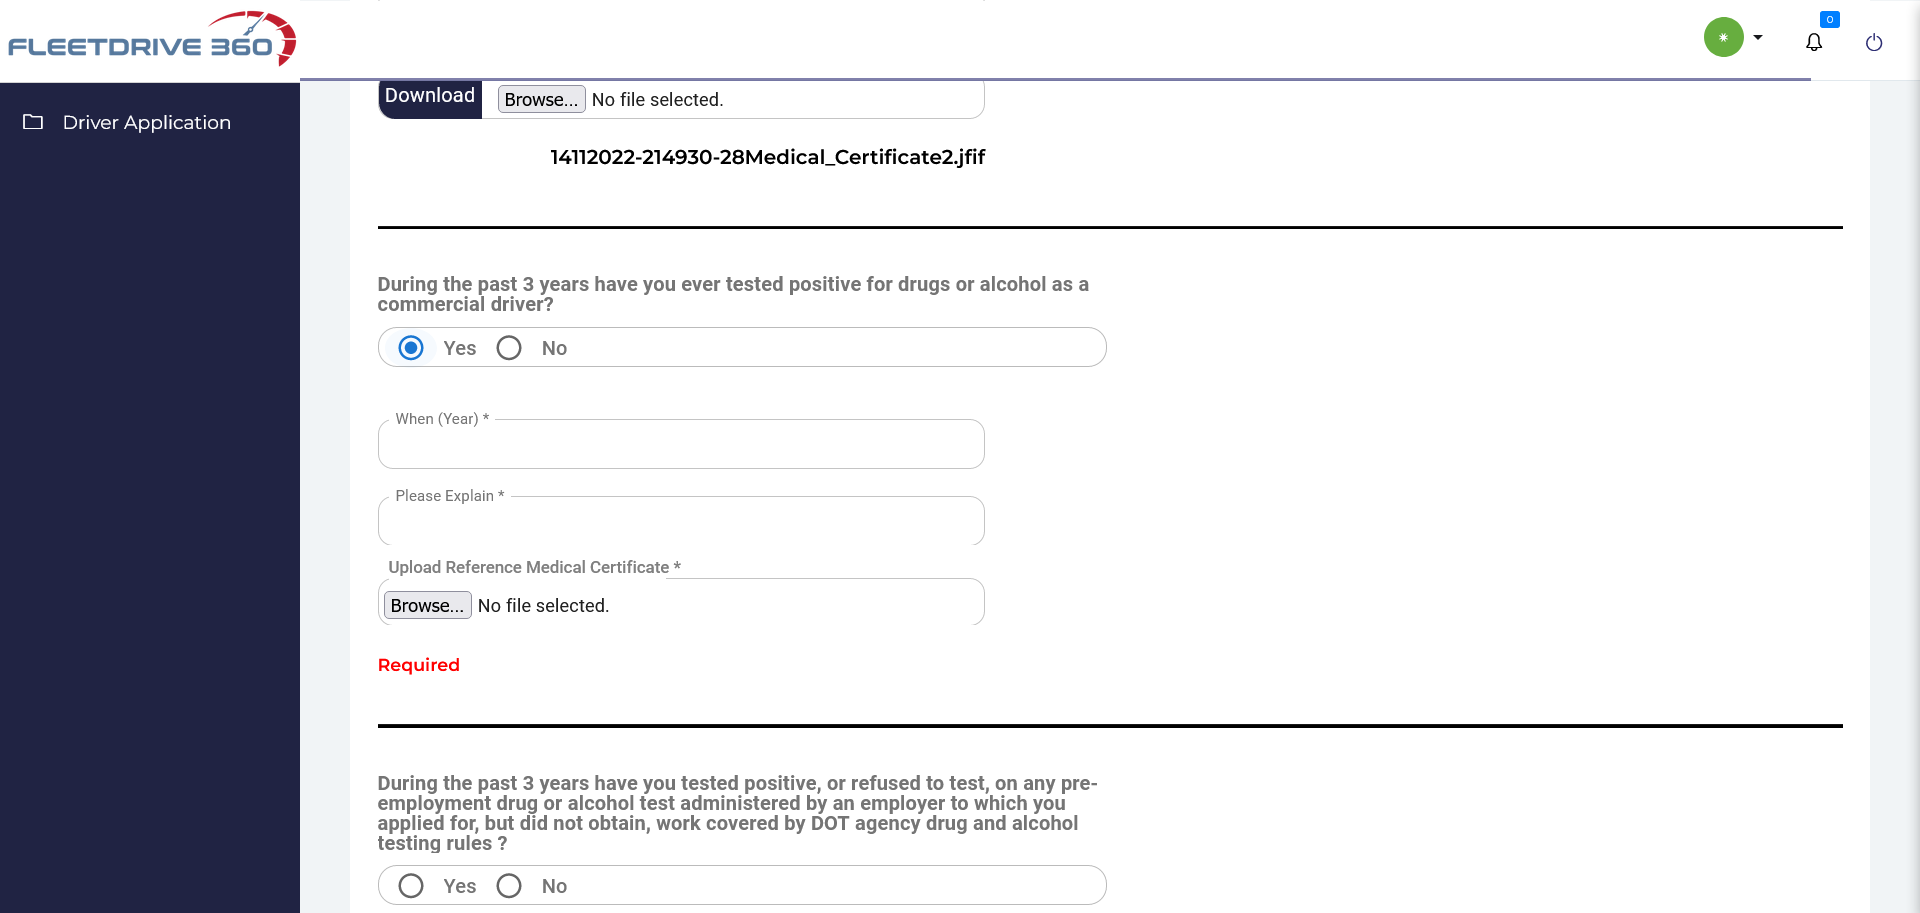 FLEETDRIVE 360
0
Driver Application
Download
Browse... No file selected.
14112022-214930-28Medical_Certificate2.jfif
During the past 3 years have you ever tested positive for drugs or alcohol as a
commercial driver?
Yes No
When (Year) *
Please Explain *
Upload Reference Medical Certificate *
Browse... No file selected.
Required
During the past 3 years have you tested positive, or refused to test, on any pre-
employment drug or alcohol test administered by an employer to which you
applied for, but did not obtain, work covered by DOT agency drug and alcohol
testing rules ?
Yes No